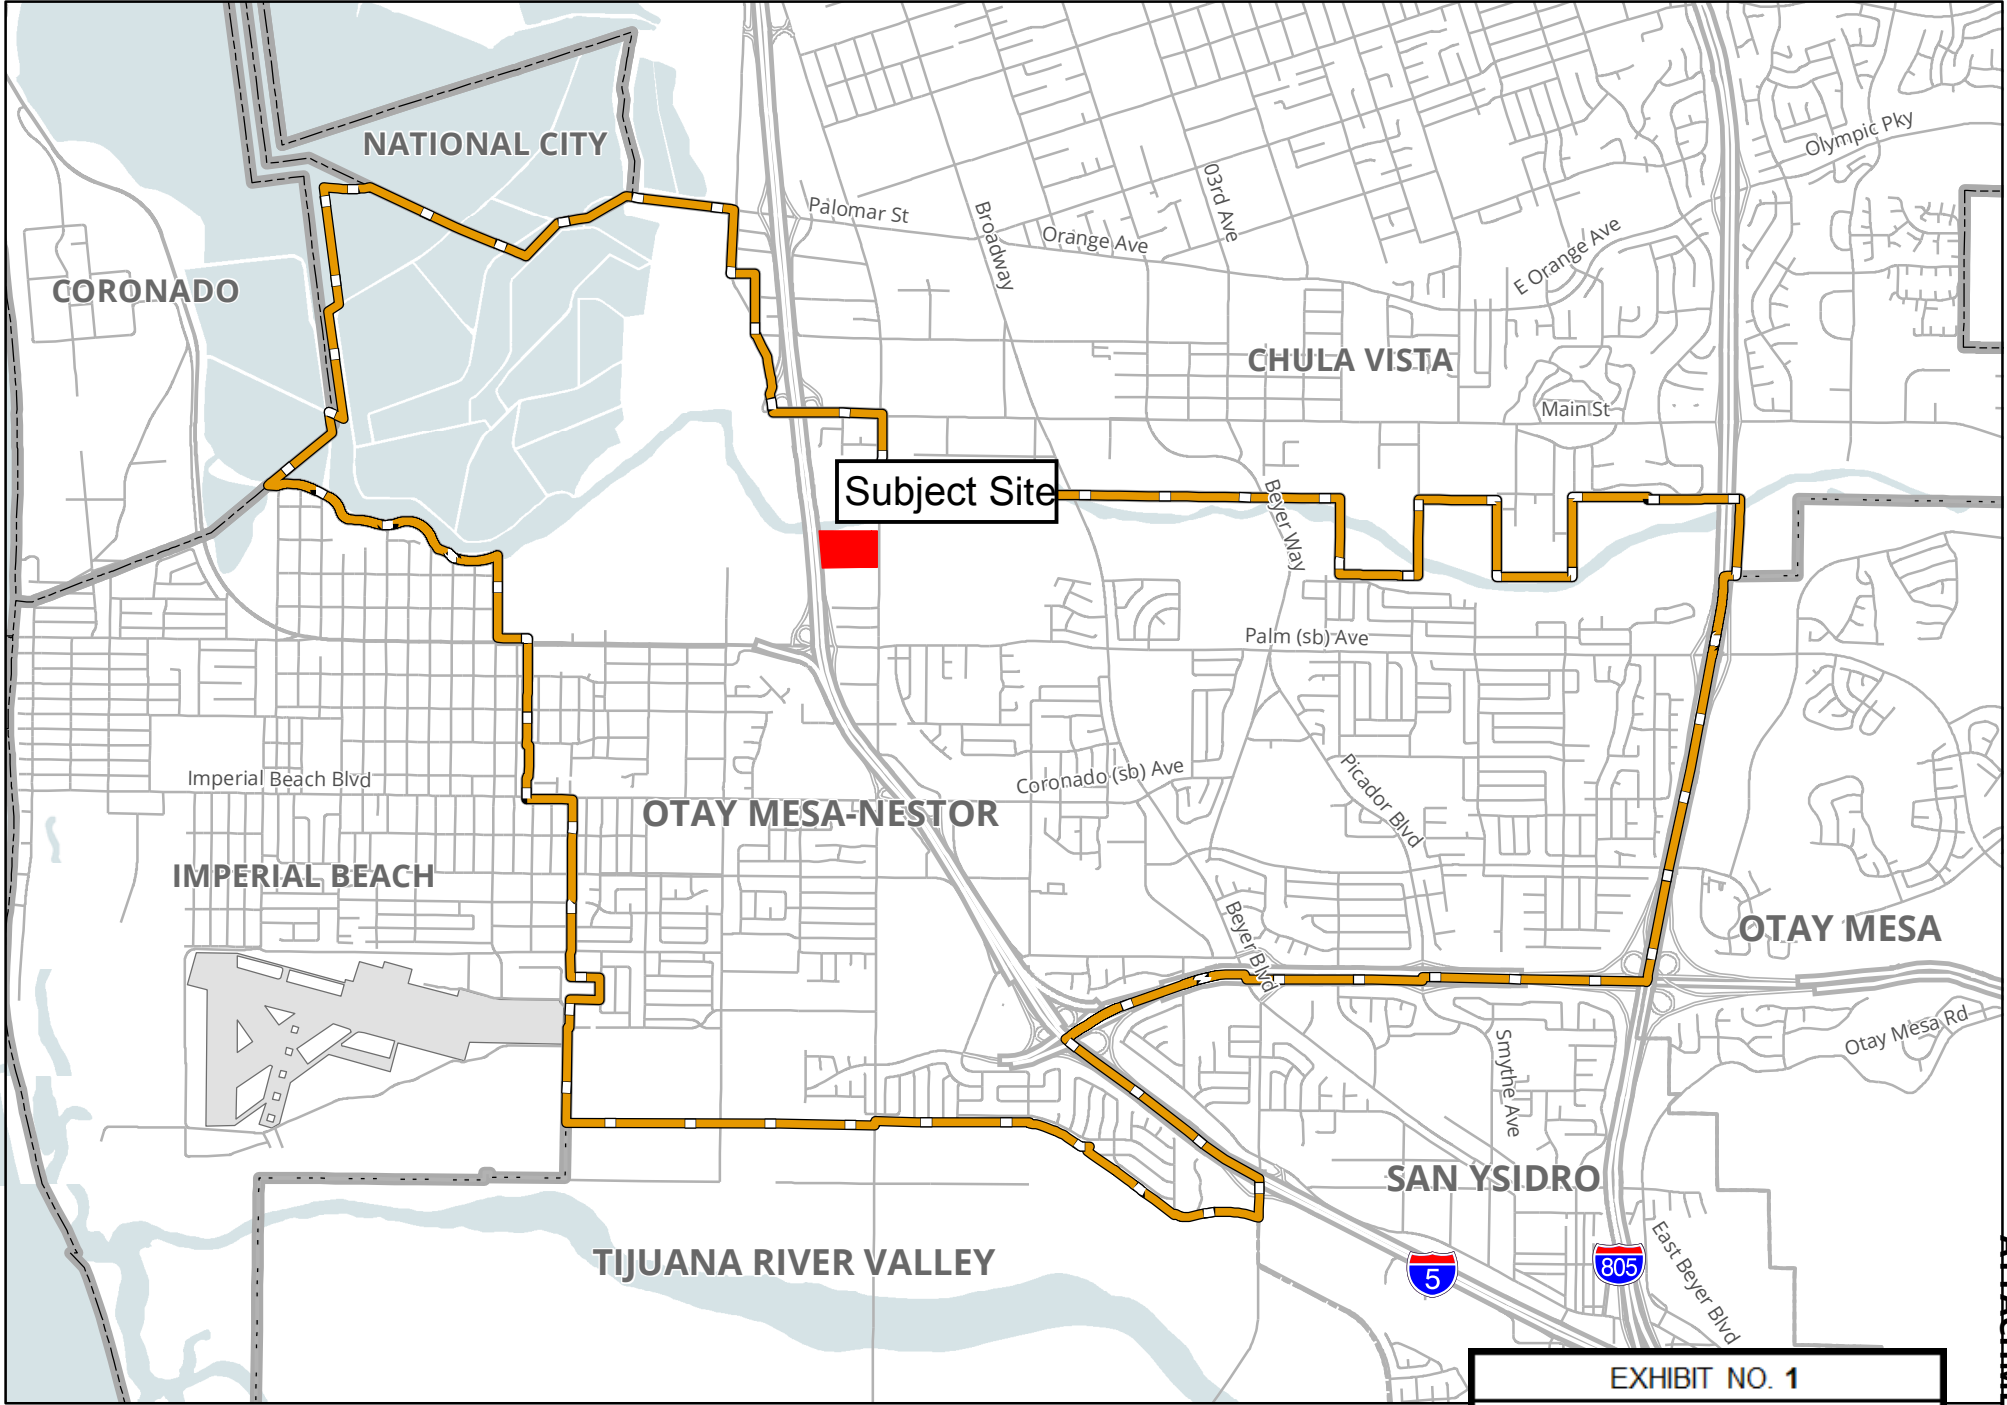 NATIONAL CITY
Olympic Pky
Palomar St
Broadway
03rd Ave
Orange Ave
E Orange Ave
CORONADO
CHULA VISTA
Main St
Subject Site
Beyer Way
Palm (sb) Ave
Imperial Beach Blvd
Coronado (sb) Ave
Picador Blvd
OTAY MESA-NESTOR
IMPERIAL BEACH
Beyer Blvd
OTAY MESA
Otay Mesa Rd
Smythe Ave
SAN YSIDRO
TIJUANA RIVER VALLEY
5
805
East Beyer Blvd
EXHIBIT NO. 1